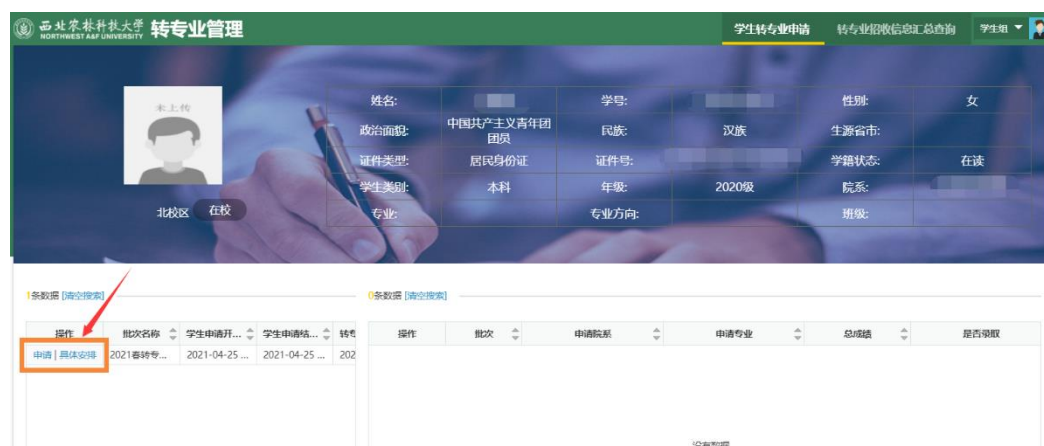 西北农林科技大学 转专业管理 学生转专业申请 转专业招收信息汇总查询 学生组
NORTHWEST A&F UNIVERSITY
未上传
姓名: 学号: 性别: 女
政治面貌: 中国共产主义青年团团员 民族: 汉族 生源省市:
证件类型: 居民身份证 证件号: 学籍状态: 在读
学生类别: 本科 年级: 2020级 院系:
北校区 在校
专业: 专业方向: 班级:
1条数据 [清空搜索] 0条数据 [清空搜索]
操作 批次名称 学生申请开... 学生申请结... 转专 操作 批次 申请院系 申请专业 总成绩 是否录取
申请 | 具体安排 2021春转专... 2021-04-25 ... 2021-04-25 ... 202
没有数据